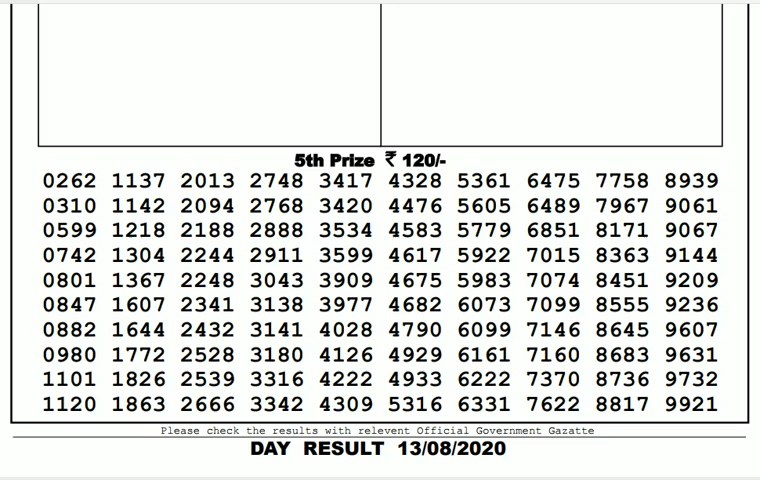 5th Prize ₹ 120/-
0262 1137 2013 2748 3417 4328 5361 6475 7758 8939
0310 1142 2094 2768 3420 4476 5605 6489 7967 9061
0599 1218 2188 2888 3534 4583 5779 6851 8171 9067
0742 1304 2244 2911 3599 4617 5922 7015 8363 9144
0801 1367 2248 3043 3909 4675 5983 7074 8451 9209
0847 1607 2341 3138 3977 4682 6073 7099 8555 9236
0882 1644 2432 3141 4028 4790 6099 7146 8645 9607
0980 1772 2528 3180 4126 4929 6161 7160 8683 9631
1101 1826 2539 3316 4222 4933 6222 7370 8736 9732
1120 1863 2666 3342 4309 5316 6331 7622 8817 9921
Please check the results with relevent Official Government Gazatte
DAY RESULT 13/08/2020